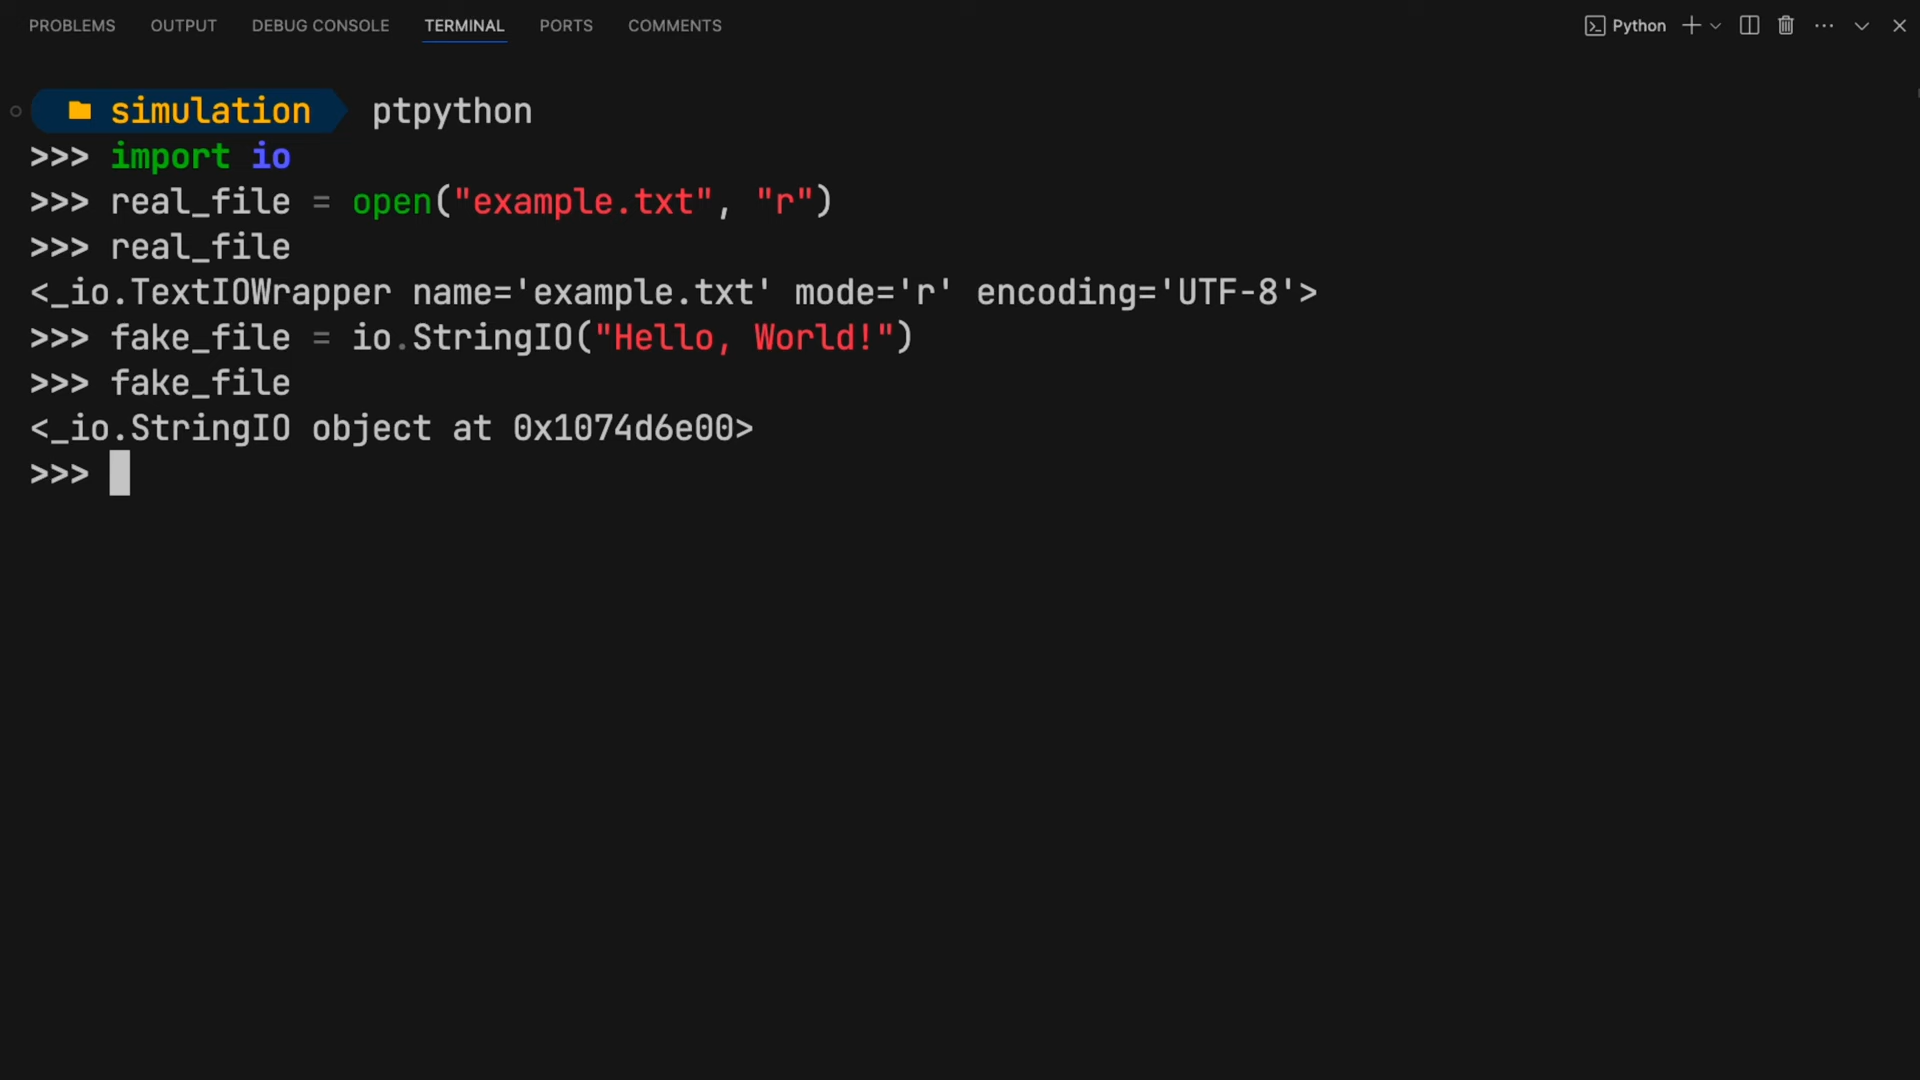 PROBLEMS OUTPUT DEBUG CONSOLE TERMINAL PORTS COMMENTS Python
simulation ptpython
>>> import io
>>> real_file = open("example.txt", "r")
>>> real_file
<_io.TextIOWrapper name='example.txt' mode='r' encoding='UTF-8'>
>>> fake_file = io.StringIO("Hello, World!")
>>> fake_file
<_io.StringIO object at 0x1074d6e00>
>>>